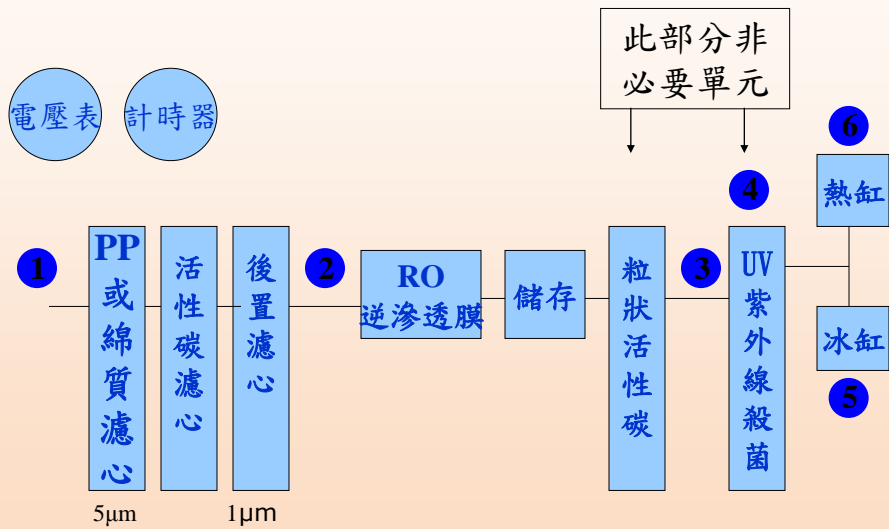 此部分非
必要單元
電壓表
計時器
6
熱缸
4
1
PP
或綿質濾心
活性碳濾心
後置濾心
2
RO
逆滲透膜
儲存
粒狀活性碳
3
UV
紫外線殺菌
冰缸
5
5μm
1μm